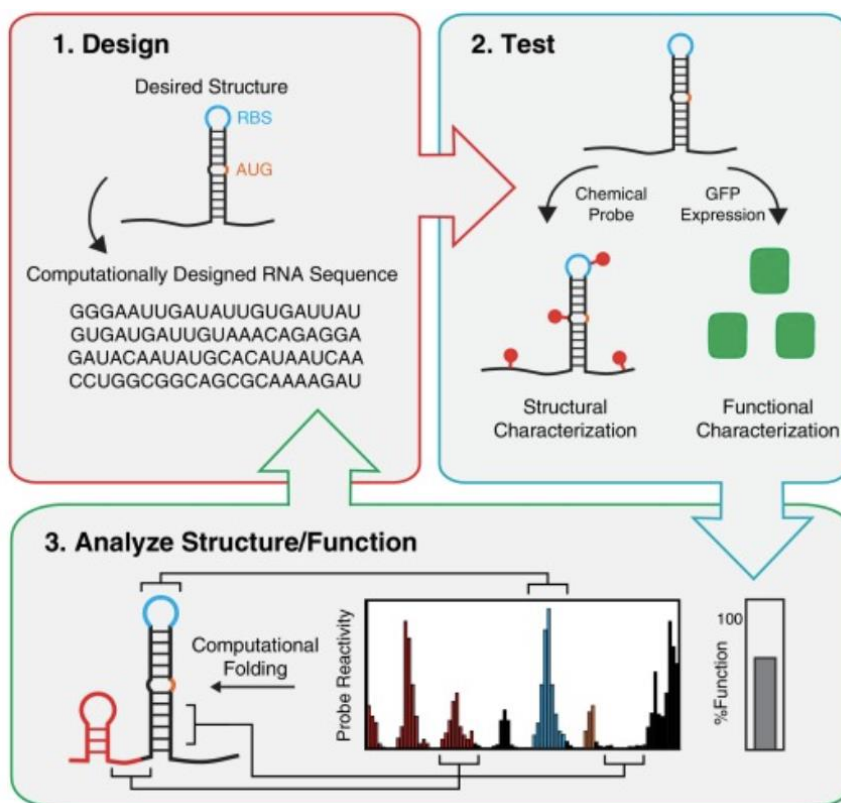 1. Design
Desired Structure
RBS
AUG
Computationally Designed RNA Sequence
GGGAAUUGAUAUUGUGAUUAU
GUGAUGAUUGUAAACAGAGGA
GAUACAAUAUGCACAUAAUCAA
CCUGGCGGCAGCGCAAAAGAU
2. Test
Chemical
Probe
GFP
Expression
Structural
Characterization
Functional
Characterization
3. Analyze Structure/Function
Computational
Folding
Probe Reactivity
100
%Function